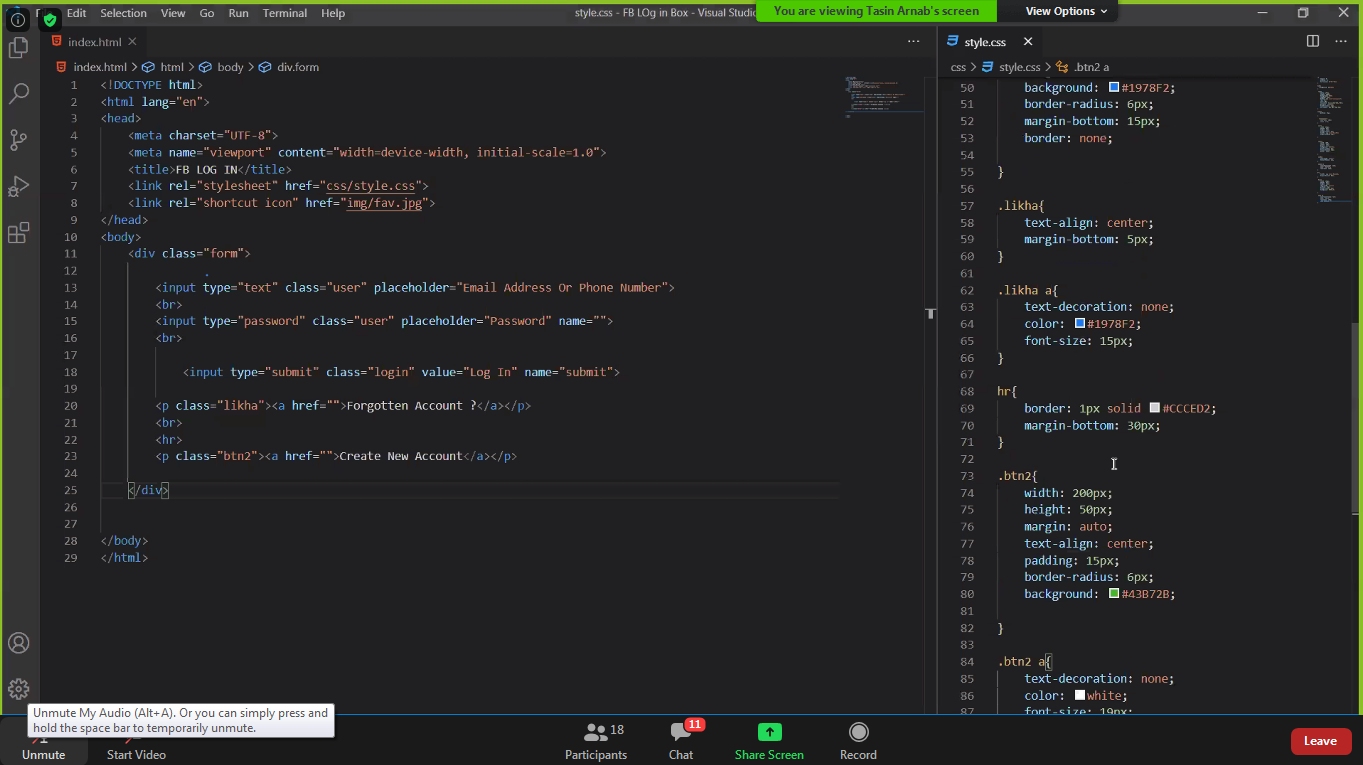 Edit Selection View Go Run Terminal Help
style.css - FB LOg in Box - Visual Studio
You are viewing Tasin Arnab's screen
View Options
index.html
index.html > html > body > div.form
1 <!DOCTYPE html>
2 <html lang="en">
3 <head>
4 <meta charset="UTF-8">
5 <meta name="viewport" content="width=device-width, initial-scale=1.0">
6 <title>FB LOG IN</title>
7 <link rel="stylesheet" href="css/style.css">
8 <link rel="shortcut icon" href="img/fav.jpg">
9 </head>
10 <body>
11 <div class="form">
12
13 <input type="text" class="user" placeholder="Email Address Or Phone Number">
14 <br>
15 <input type="password" class="user" placeholder="Password" name="">
16 <br>
17
18 <input type="submit" class="login" value="Log In" name="submit">
19
20 <p class="likha"><a href="">Forgotten Account ?</a></p>
21 <br>
22 <hr>
23 <p class="btn2"><a href="">Create New Account</a></p>
24
25 </div>
26
27
28 </body>
29 </html>
style.css
css > style.css > .btn2 a
50 background: #1978F2;
51 border-radius: 6px;
52 margin-bottom: 15px;
53 border: none;
54
55 }
56
57 .likha{
58 text-align: center;
59 margin-bottom: 5px;
60 }
61
62 .likha a{
63 text-decoration: none;
64 color: #1978F2;
65 font-size: 15px;
66 }
67
68 hr{
69 border: 1px solid #CCCED2;
70 margin-bottom: 30px;
71 }
72
73 .btn2{
74 width: 200px;
75 height: 50px;
76 margin: auto;
77 text-align: center;
78 padding: 15px;
79 border-radius: 6px;
80 background: #43B72B;
81
82 }
83
84 .btn2 a{
85 text-decoration: none;
86 color: white;
87 font-size: 19px;
Unmute My Audio (Alt+A). Or you can simply press and
hold the space bar to temporarily unmute.
Unmute
Start Video
18
Participants
11
Chat
Share Screen
Record
Leave